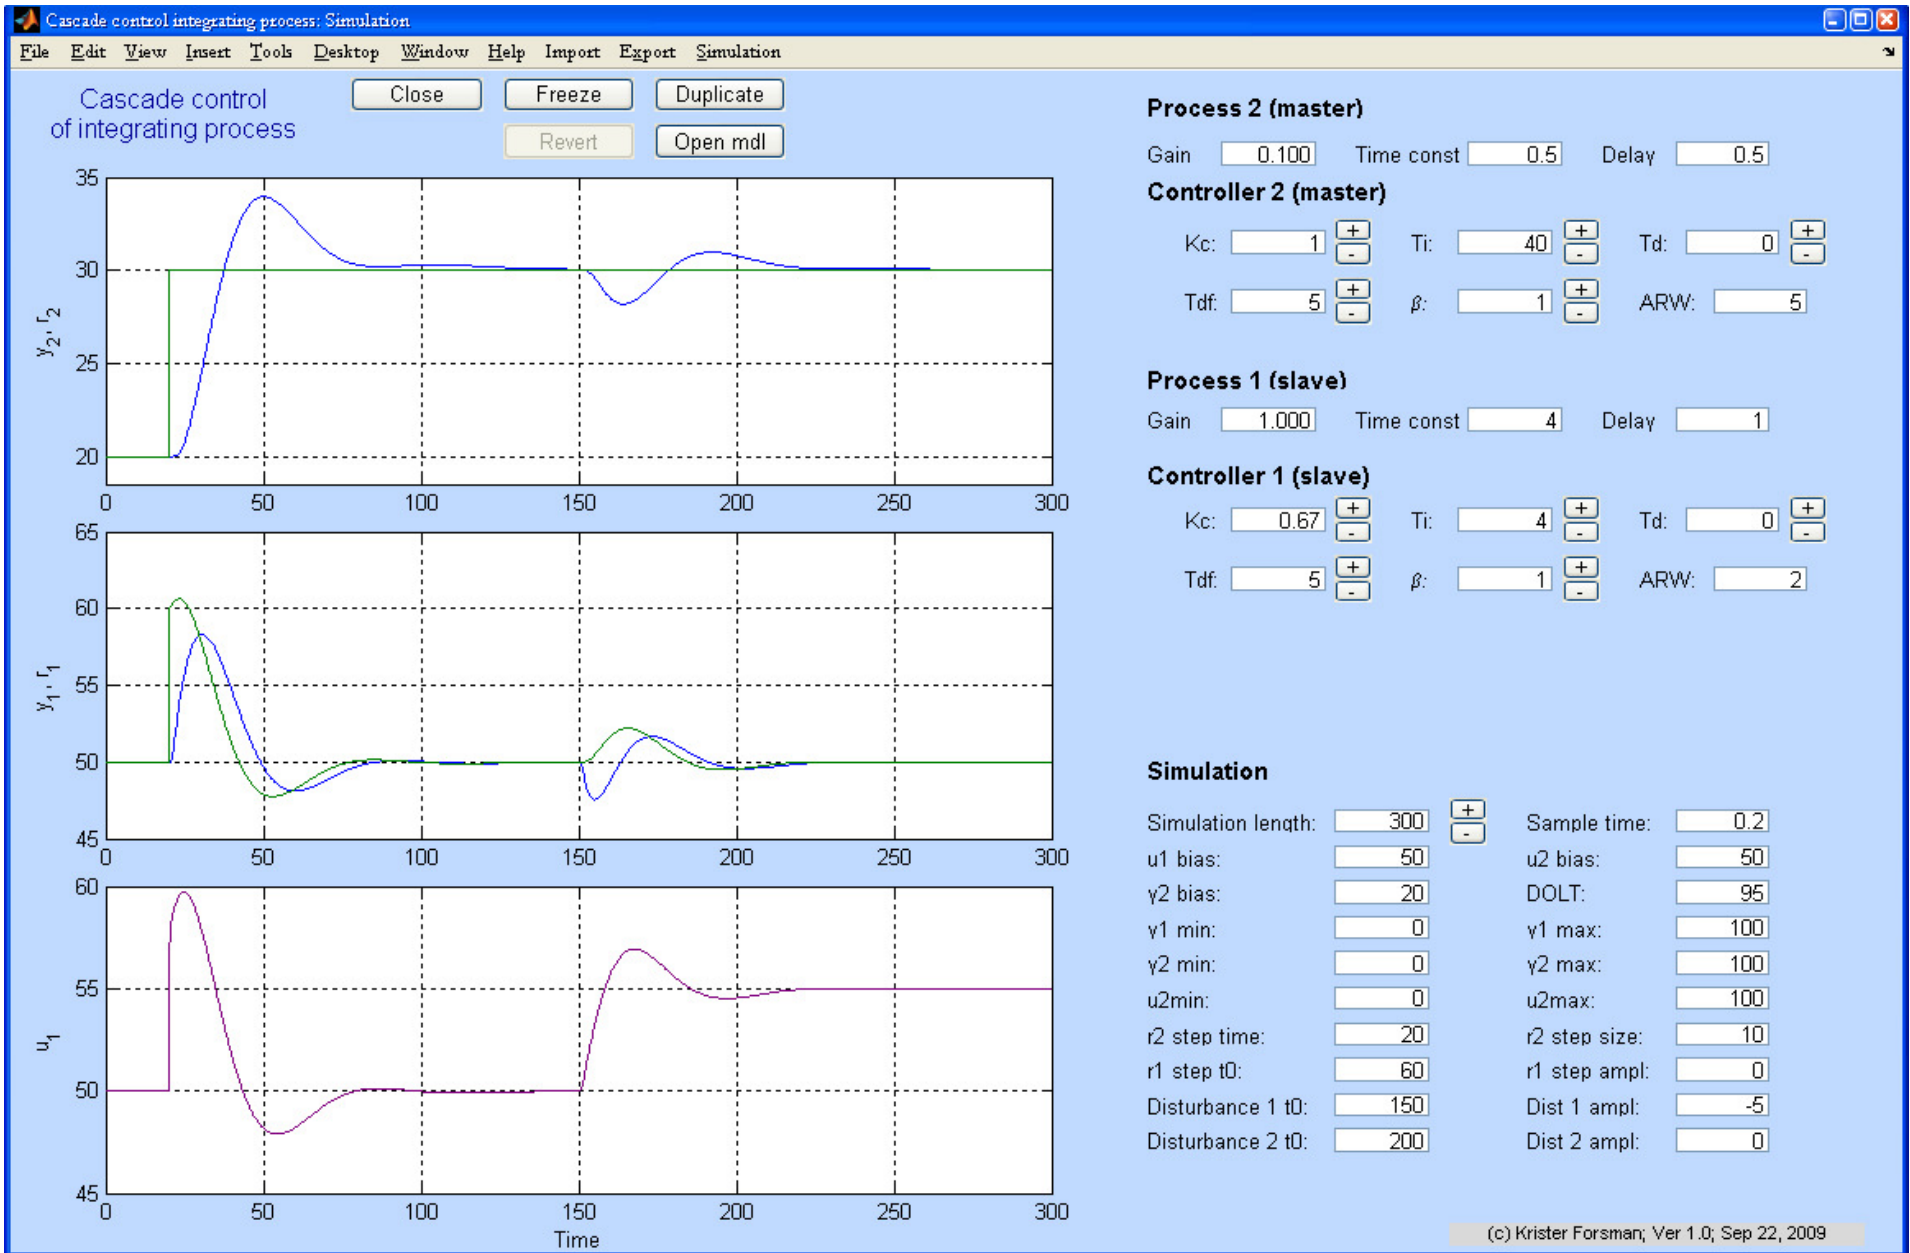 Cascade control integrating process: Simulation
File Edit View Insert Tools Desktop Window Help Import Export Simulation
Cascade control
of integrating process
Close Freeze Duplicate
Revert Open mdl
35
30
25
20
0 50 100 150 200 250 300
y2, r2
65
60
55
50
45
0 50 100 150 200 250 300
y1, r1
60
55
50
45
0 50 100 150 200 250 300
u1
Time
Process 2 (master)
Gain 0.100 Time const 0.5 Delay 0.5
Controller 2 (master)
Kc: 1 + - Ti: 40 + - Td: 0 + -
Tdf: 5 + - β: 1 + - ARW: 5
Process 1 (slave)
Gain 1.000 Time const 4 Delay 1
Controller 1 (slave)
Kc: 0.67 + - Ti: 4 + - Td: 0 + -
Tdf: 5 + - β: 1 + - ARW: 2
Simulation
Simulation length: 300 + - Sample time: 0.2
u1 bias: 50 u2 bias: 50
y2 bias: 20 DOLT: 95
y1 min: 0 y1 max: 100
y2 min: 0 y2 max: 100
u2min: 0 u2max: 100
r2 step time: 20 r2 step size: 10
r1 step t0: 60 r1 step ampl: 0
Disturbance 1 t0: 150 Dist 1 ampl: -5
Disturbance 2 t0: 200 Dist 2 ampl: 0
(c) Krister Forsman; Ver 1.0; Sep 22, 2009